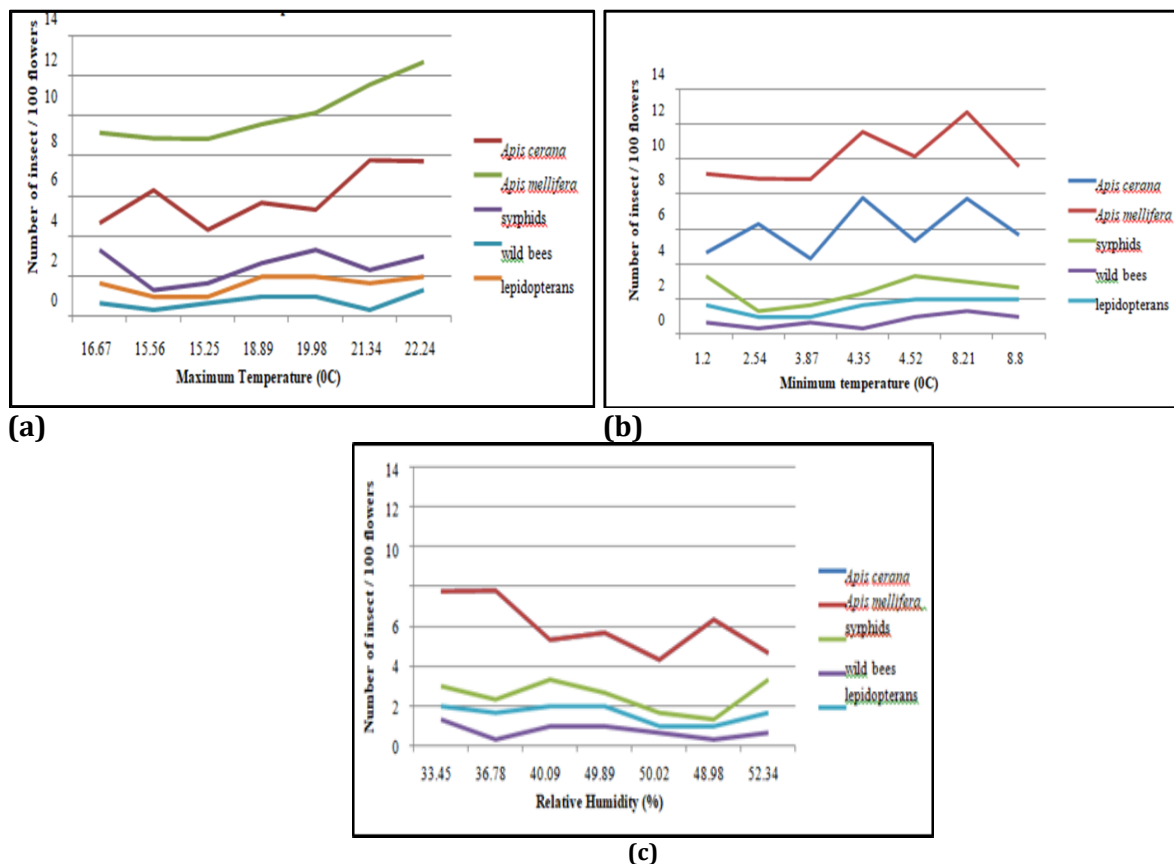 14
12
10
8
6
4
2
0
Number of insect / 100 flowers
Apis cerana
Apis mellifera
syrphids
wild bees
lepidopterans
16.67 15.56 15.25 18.89 19.98 21.34 22.24
Maximum Temperature (0C)
(a)
14
12
10
8
6
4
2
0
Number of insect / 100 flowers
Apis cerana
Apis mellifera
syrphids
wild bees
lepidopterans
1.2 2.54 3.87 4.35 4.52 8.21 8.8
Minimum temperature (0C)
(b)
14
12
10
8
6
4
2
0
Number of insect / 100 flowers
Apis cerana
Apis mellifera
syrphids
wild bees
lepidopterans
33.45 36.78 40.09 49.89 50.02 48.98 52.34
Relative Humidity (%)
(c)